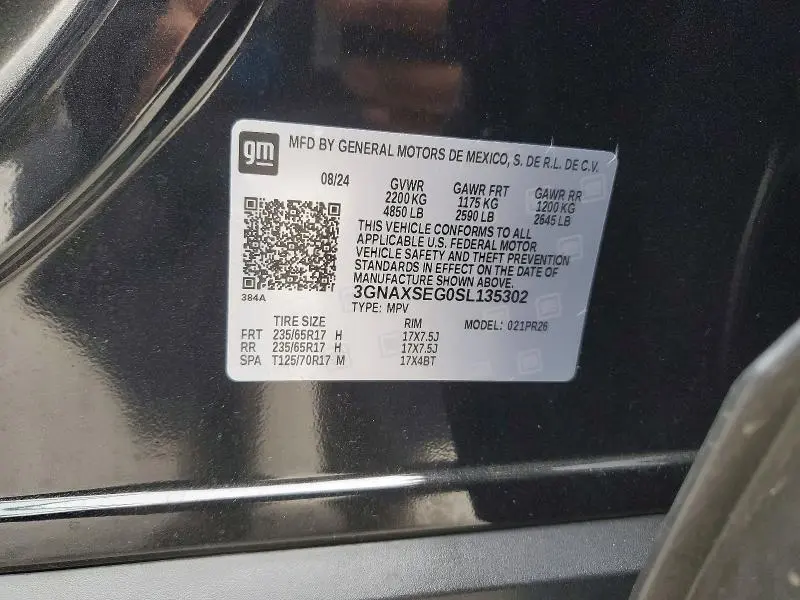 gm
MFD BY GENERAL MOTORS DE MEXICO, S. DE R.L. DE C.V.
08/24 GVWR GAWR FRT GAWR RR
2200 KG 1175 KG 1200 KG
4850 LB 2590 LB 2645 LB
THIS VEHICLE CONFORMS TO ALL
APPLICABLE U.S. FEDERAL MOTOR
VEHICLE SAFETY AND THEFT PREVENTION
STANDARDS IN EFFECT ON THE DATE OF
MANUFACTURE SHOWN ABOVE.
384A 3GNAXSEG0SL135302
TYPE: MPV
TIRE SIZE RIM MODEL: 021PR26
FRT 235/65R17 H 17X7.5J
RR 235/65R17 H 17X7.5J
SPA T125/70R17 M 17X4BT